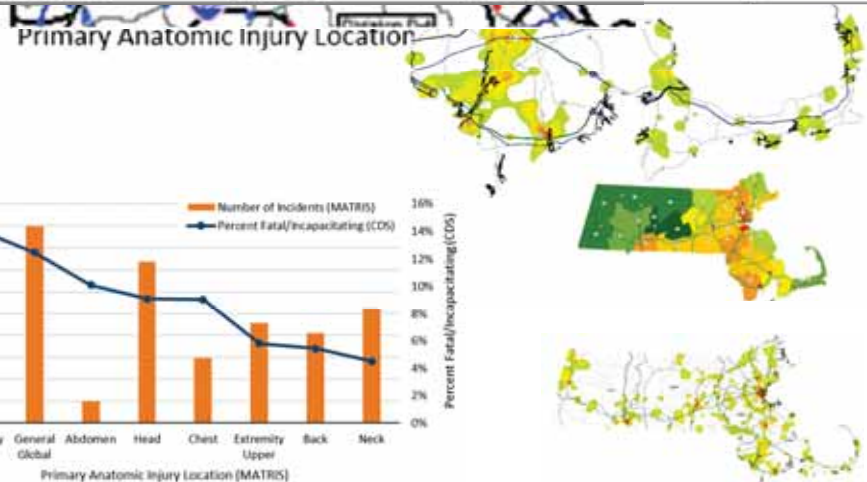 Primary Anatomic Injury Location
Number of Incidents (MATRIS)
Percent Fatal/Incapacitating (CDS)
16%
14%
12%
10%
8%
6%
4%
2%
0%
Percent Fatal/Incapacitating (CDS)
y General Abdomen Head Chest Extremity Back Neck
Global Upper
Primary Anatomic Injury Location (MATRIS)